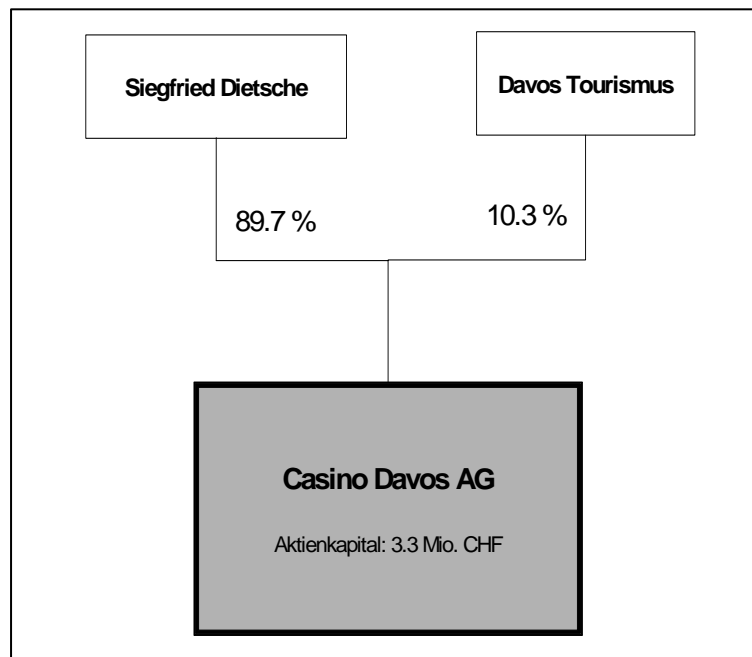 Siegfried Dietsche
Davos Tourismus
89.7 %
10.3 %
Casino Davos AG
Aktienkapital: 3.3 Mio. CHF